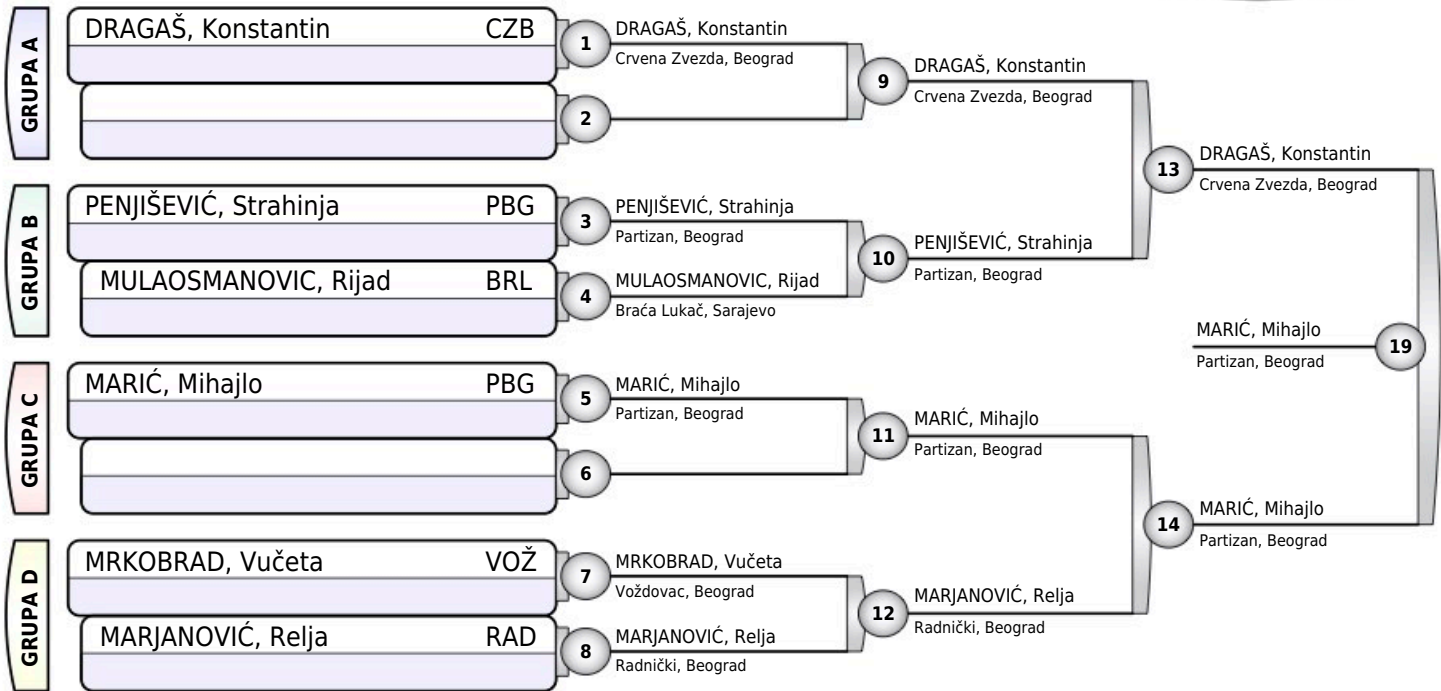 GRUPA A
DRAGAŠ, Konstantin CZB
1
DRAGAŠ, Konstantin
Crvena Zvezda, Beograd
2
9
DRAGAŠ, Konstantin
Crvena Zvezda, Beograd
GRUPA B
PENJIŠEVIĆ, Strahinja PBG
3
PENJIŠEVIĆ, Strahinja
Partizan, Beograd
MULAOSMANOVIC, Rijad BRL
4
MULAOSMANOVIC, Rijad
Braća Lukač, Sarajevo
10
PENJIŠEVIĆ, Strahinja
Partizan, Beograd
13
DRAGAŠ, Konstantin
Crvena Zvezda, Beograd
GRUPA C
MARIĆ, Mihajlo PBG
5
MARIĆ, Mihajlo
Partizan, Beograd
6
11
MARIĆ, Mihajlo
Partizan, Beograd
GRUPA D
MRKOBRAD, Vučeta VOŽ
7
MRKOBRAD, Vučeta
Voždovac, Beograd
MARJANOVIĆ, Relja RAD
8
MARJANOVIĆ, Relja
Radnički, Beograd
12
MARJANOVIĆ, Relja
Radnički, Beograd
14
MARIĆ, Mihajlo
Partizan, Beograd
MARIĆ, Mihajlo
Partizan, Beograd
19